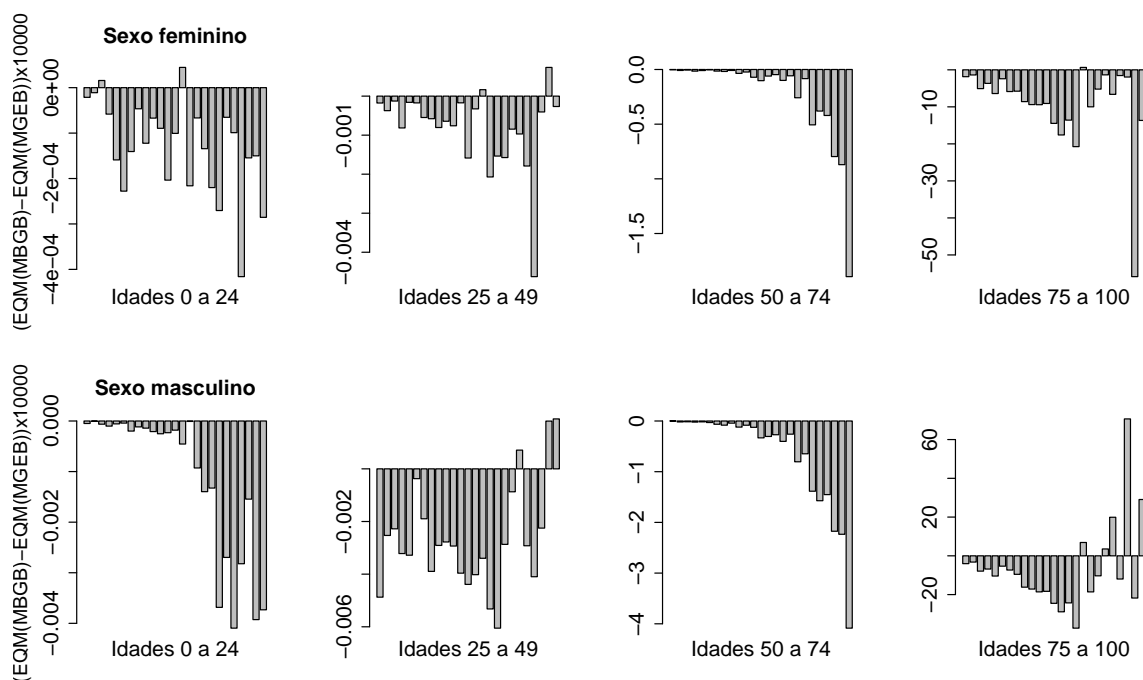 Sexo feminino
(EQM(MBGB)−EQM(MGEB))x10000
0e+00
−2e−04
−4e−04
Idades 0 a 24
−0.001
−0.004
Idades 25 a 49
0.0
−0.5
−1.5
Idades 50 a 74
−10
−30
−50
Idades 75 a 100
Sexo masculino
(EQM(MBGB)−EQM(MGEB))x10000
0.000
−0.002
−0.004
Idades 0 a 24
−0.002
−0.006
Idades 25 a 49
0
−1
−2
−3
−4
Idades 50 a 74
60
20
−20
Idades 75 a 100